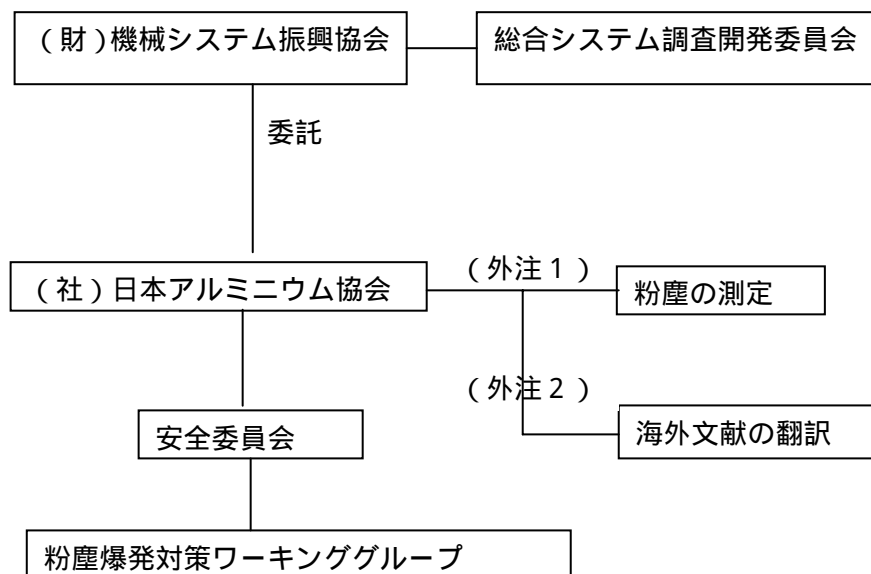 （財）機械システム振興協会
総合システム調査開発委員会
委託
（社）日本アルミニウム協会
（外注１）
粉塵の測定
（外注２）
海外文献の翻訳
安全委員会
粉塵爆発対策ワーキンググループ